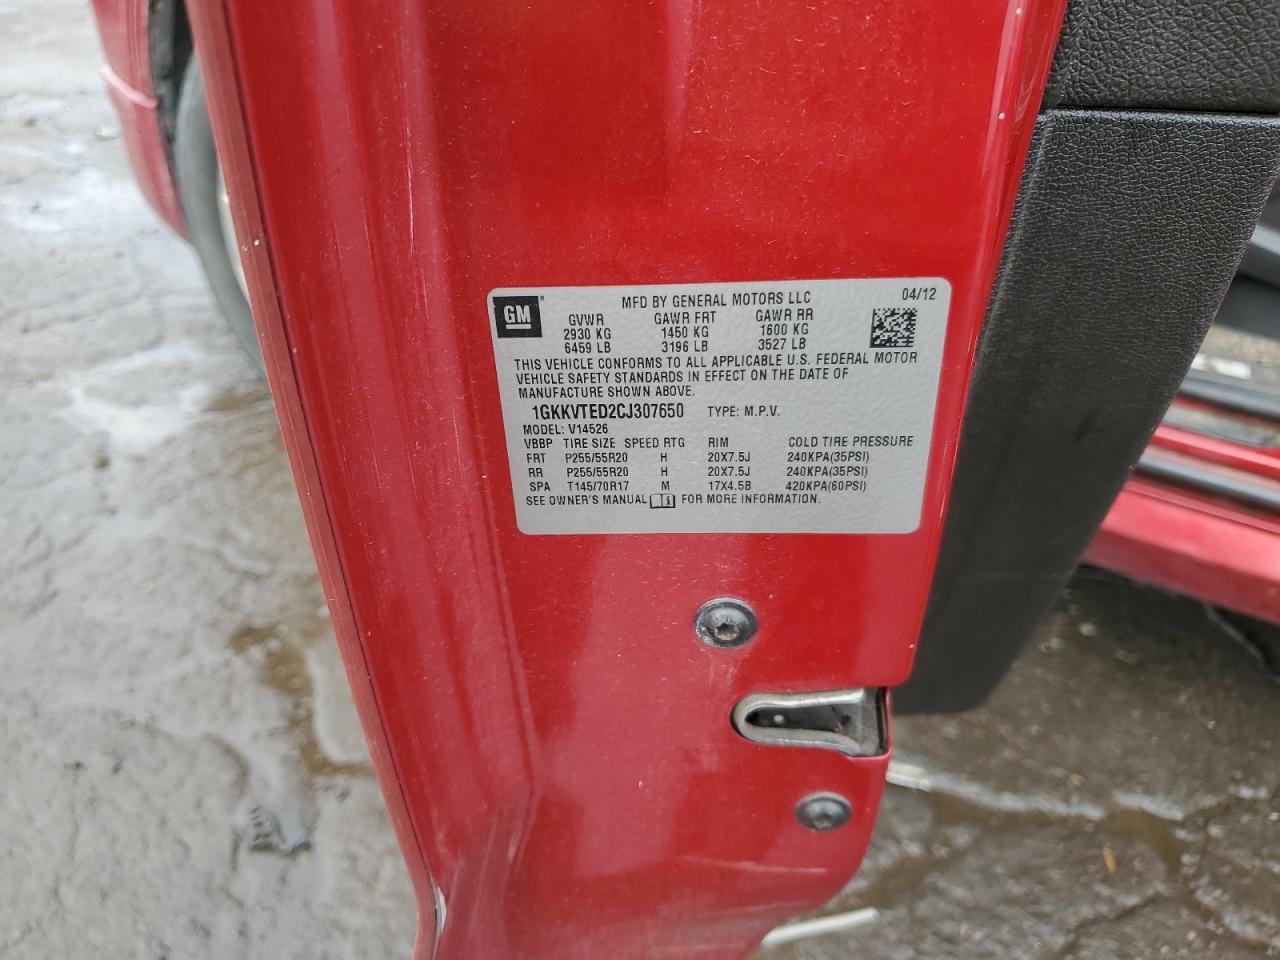 GM
MFD BY GENERAL MOTORS LLC 04/12
GVWR GAWR FRT GAWR RR
2930 KG 1450 KG 1600 KG
6459 LB 3196 LB 3527 LB
THIS VEHICLE CONFORMS TO ALL APPLICABLE U.S. FEDERAL MOTOR
VEHICLE SAFETY STANDARDS IN EFFECT ON THE DATE OF
MANUFACTURE SHOWN ABOVE.
1GKKVTED2CJ307650 TYPE: M.P.V.
MODEL: V14526
VBBP TIRE SIZE SPEED RTG RIM COLD TIRE PRESSURE
FRT P255/55R20 H 20X7.5J 240KPA(35PSI)
RR P255/55R20 H 20X7.5J 240KPA(35PSI)
SPA T145/70R17 M 17X4.5B 420KPA(60PSI)
SEE OWNER'S MANUAL FOR MORE INFORMATION.